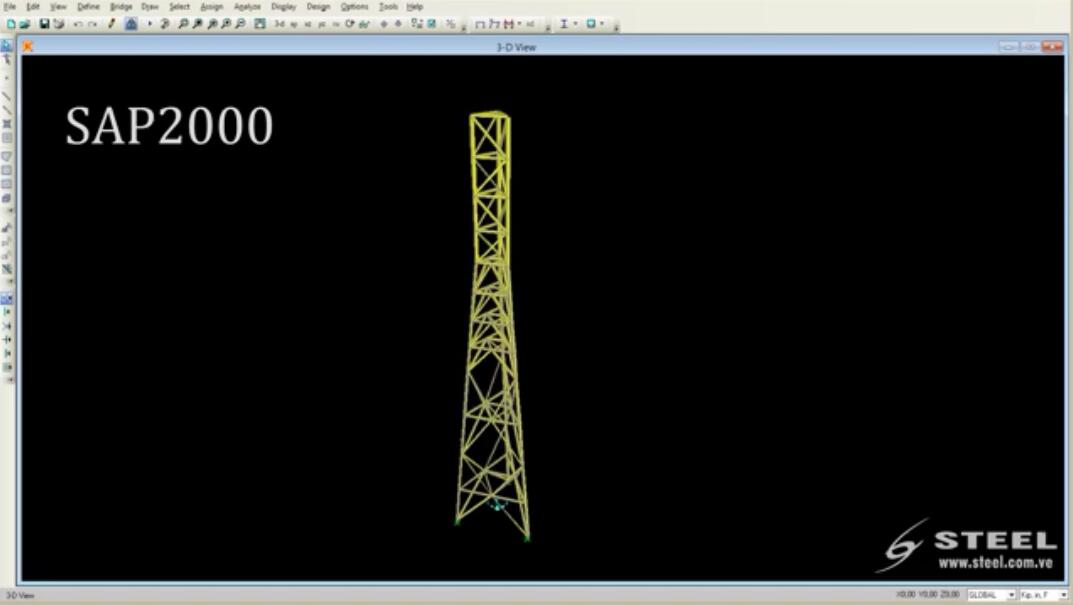 File Edit View Define Bridge Draw Select Assign Analyze Display Design Options Tools Help
3-D View
SAP2000
STEEL
www.steel.com.ve
3-D View
X0,00 Y0,00 Z0,00 GLOBAL Kip, in, F